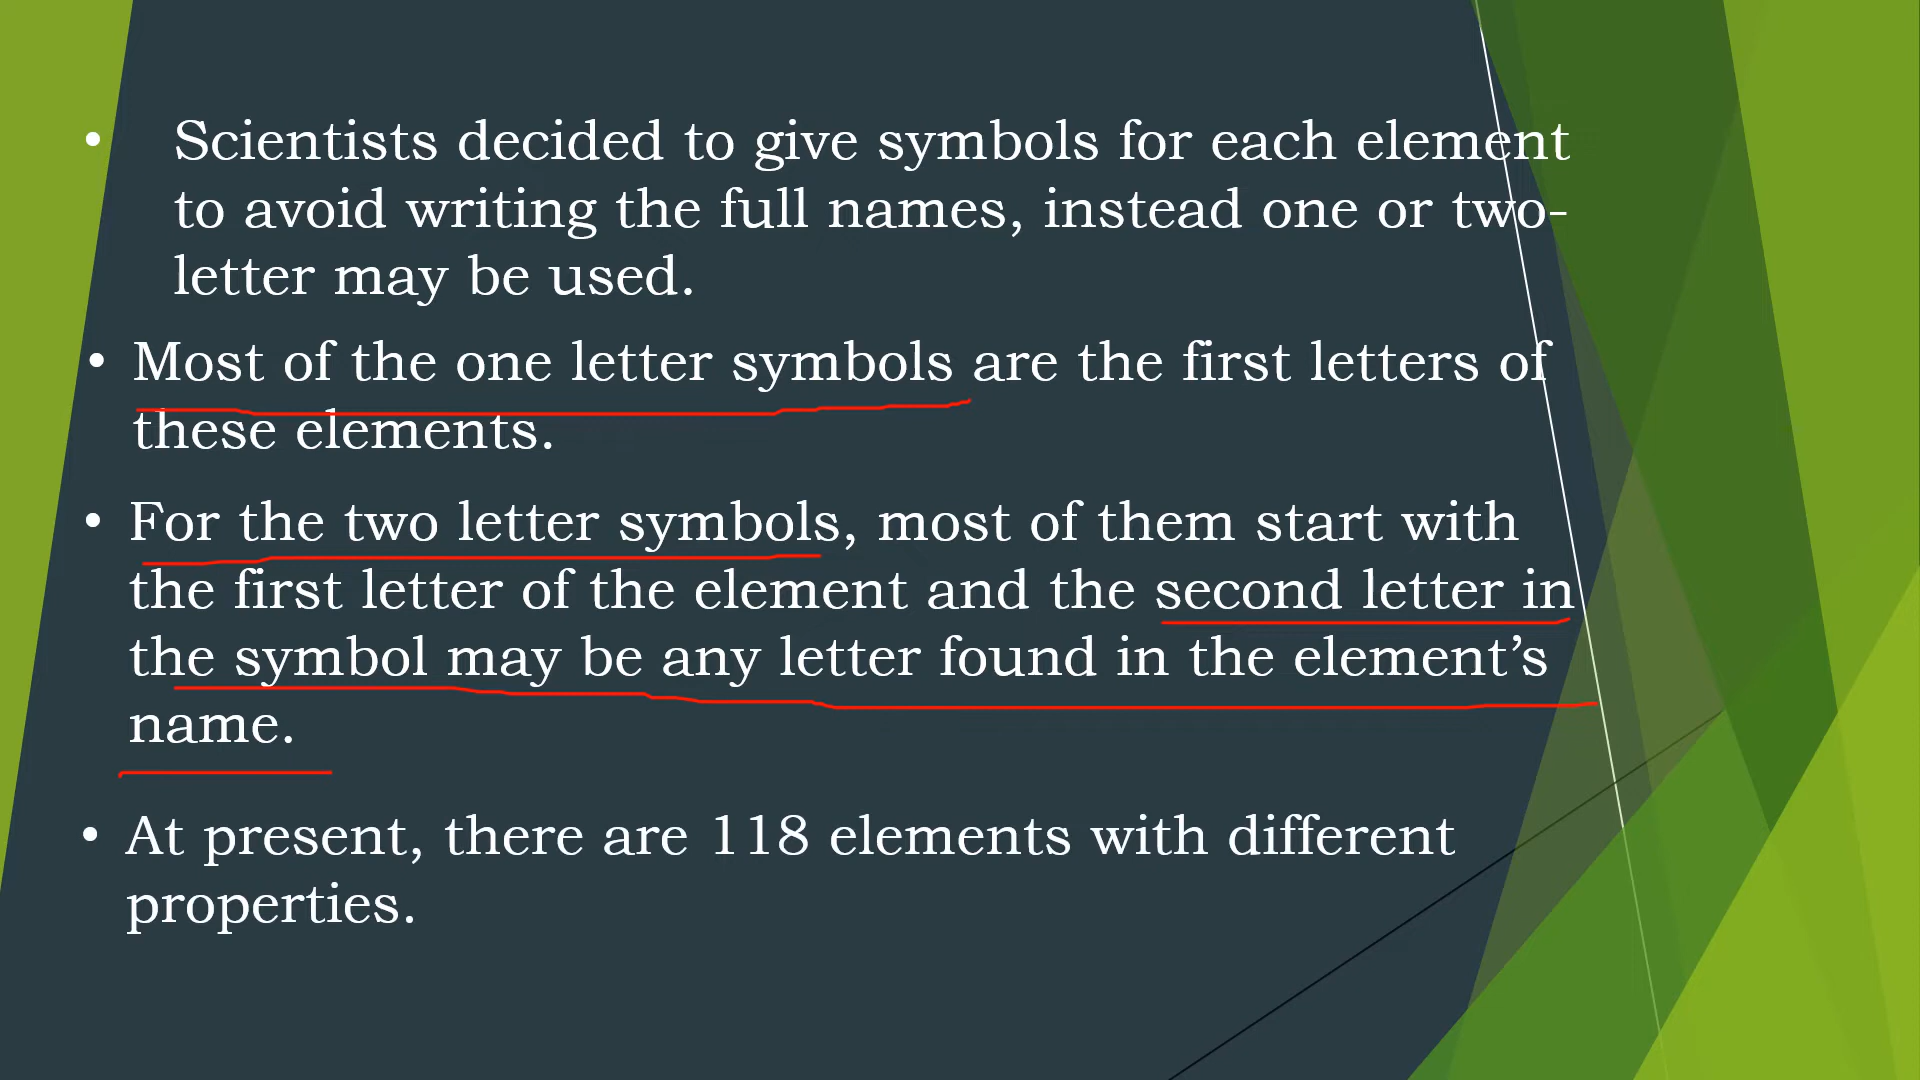 • Scientists decided to give symbols for each element
to avoid writing the full names, instead one or two-
letter may be used.
• Most of the one letter symbols are the first letters of
these elements.
• For the two letter symbols, most of them start with
the first letter of the element and the second letter in
the symbol may be any letter found in the element’s
name.
• At present, there are 118 elements with different
properties.